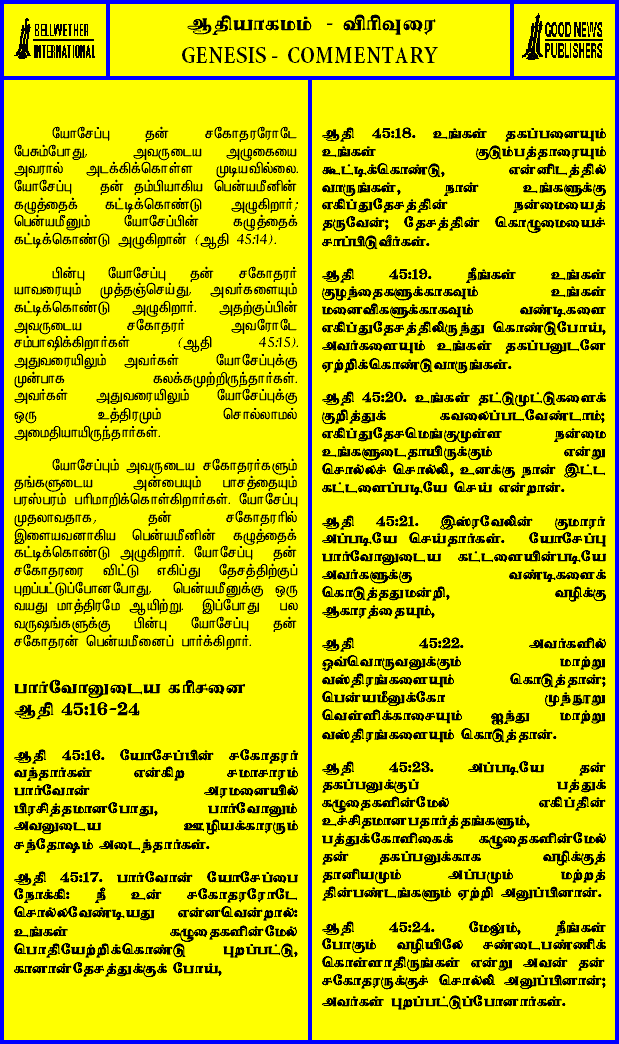 BELLWETHER
INTERNATIONAL
ஆதியாகமம் - விரிவுரை
GENESIS - COMMENTARY
GOOD NEWS
PUBLISHERS
யோசேப்பு தன் சகோதரரோடே
பேசும்போது, அவருடைய அழுகையை
அவரால் அடக்கிக்கொள்ள முடியவில்லை.
யோசேப்பு தன் தம்பியாகிய பென்யமீனின்
கழுத்தைக் கட்டிக்கொண்டு அழுகிறார்;
பென்யமீனும் யோசேப்பின் கழுத்தைக்
கட்டிக்கொண்டு அழுகிறான் (ஆதி 45:14).
பின்பு யோசேப்பு தன் சகோதரர்
யாவரையும் முத்தஞ்செய்து, அவர்களையும்
கட்டிக்கொண்டு அழுகிறார். அதற்குப்பின்
அவருடைய சகோதரர் அவரோடே
சம்பாஷிக்கிறார்கள் (ஆதி 45:15).
அதுவரையிலும் அவர்கள் யோசேப்புக்கு
முன்பாக கலக்கமுற்றிருந்தார்கள்.
அவர்கள் அதுவரையிலும் யோசேப்புக்கு
ஒரு உத்திரமும் சொல்லாமல்
அமைதியாயிருந்தார்கள்.
யோசேப்பும் அவருடைய சகோதரர்களும்
தங்களுடைய அன்பையும் பாசத்தையும்
பரஸ்பரம் பரிமாறிக்கொள்கிறார்கள். யோசேப்பு
முதலாவதாக, தன் சகோதரரில்
இளையவனாகிய பென்யமீனின் கழுத்தைக்
கட்டிக்கொண்டு அழுகிறார். யோசேப்பு தன்
சகோதரரை விட்டு எகிப்து தேசத்திற்குப்
புறப்பட்டுப்போனபோது, பென்யமீனுக்கு ஒரு
வயது மாத்திரமே ஆயிற்று. இப்போது பல
வருஷங்களுக்கு பின்பு யோசேப்பு தன்
சகோதரன் பென்யமீனைப் பார்க்கிறார்.
பார்வோனுடைய கரிசனை
ஆதி 45:16-24
ஆதி 45:16. யோசேப்பின் சகோதரர்
வந்தார்கள் என்கிற சமாசாரம்
பார்வோன் அரமனையில்
பிரசித்தமானபோது, பார்வோனும்
அவனுடைய ஊழியக்காரரும்
சந்தோஷம் அடைந்தார்கள்.
ஆதி 45:17. பார்வோன் யோசேப்பை
நோக்கி: நீ உன் சகோதரரோடே
சொல்லவேண்டியது என்னவென்றால்:
உங்கள் கழுதைகளின்மேல்
பொதியேற்றிக்கொண்டு புறப்பட்டு,
கானான்தேசத்துக்குக் போய்,
ஆதி 45:18. உங்கள் தகப்பனையும்
உங்கள் குடும்பத்தாரையும்
கூட்டிக்கொண்டு, என்னிடத்தில்
வாருங்கள், நான் உங்களுக்கு
எகிப்துதேசத்தின் நன்மையைத்
தருவேன்; தேசத்தின் கொழுமையைச்
சாப்பிடுவீர்கள்.
ஆதி 45:19. நீங்கள் உங்கள்
குழந்தைகளுக்காகவும் உங்கள்
மனைவிகளுக்காகவும் வண்டிகளை
எகிப்துதேசத்திலிருந்து கொண்டுபோய்,
அவர்களையும் உங்கள் தகப்பனுடனே
ஏற்றிக்கொண்டுவாருங்கள்.
ஆதி 45:20. உங்கள் தட்டுமுட்டுகளைக்
குறித்துக் கவலைப்படவேண்டாம்;
எகிப்துதேசமெங்குமுள்ள நன்மை
உங்களுடைதாயிருக்கும் என்று
சொல்லச் சொல்லி, உனக்கு நான் இட்ட
கட்டளைப்படியே செய் என்றான்.
ஆதி 45:21. இஸ்ரவேலின் குமாரர்
அப்படியே செய்தார்கள். யோசேப்பு
பார்வோனுடைய கட்டளையின்படியே
அவர்களுக்கு வண்டிகளைக்
கொடுத்ததுமன்றி, வழிக்கு
ஆகாரத்தையும்,
ஆதி 45:22. அவர்களில்
ஒவ்வொருவனுக்கும் மாற்று
வஸ்திரங்களையும் கொடுத்தான்;
பென்யமீனுக்கோ முந்நூறு
வெள்ளிக்காசையும் ஐந்து மாற்று
வஸ்திரங்களையும் கொடுத்தான்.
ஆதி 45:23. அப்படியே தன்
தகப்பனுக்குப் பத்துக்
கழுதைகளின்மேல் எகிப்தின்
உச்சிதமானபதார்த்தங்களும்,
பத்துக்கோளிகைக் கழுதைகளின்மேல்
தன் தகப்பனுக்காக வழிக்குத்
தானியமும் அப்பமும் மற்றத்
தின்பண்டங்களும் ஏற்றி அனுப்பினான்.
ஆதி 45:24. மேலும், நீங்கள்
போகும் வழியிலே சண்டைபண்ணிக்
கொள்ளாதிருங்கள் என்று அவன் தன்
சகோதரருக்குச் சொல்லி அனுப்பினான்;
அவர்கள் புறப்பட்டுப்போனார்கள்.